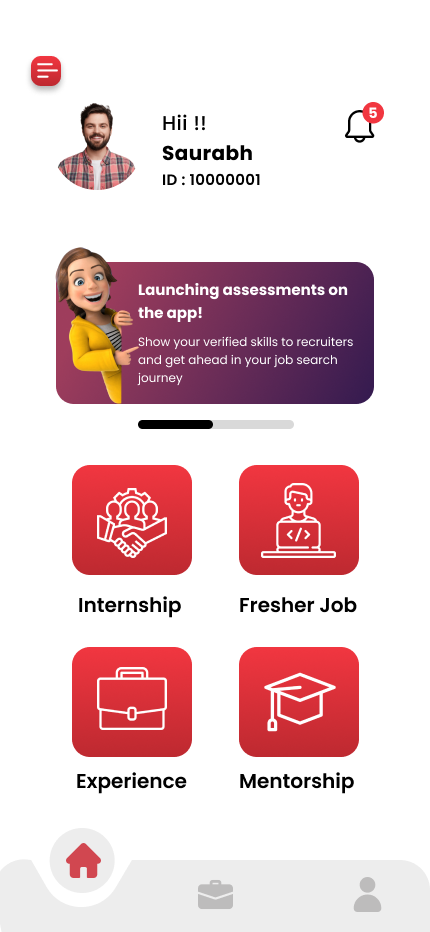 Hii !!
5
Saurabh
ID : 10000001
Launching assessments on
the app!
Show your verified skills to recruiters
and get ahead in your job search
journey
</>
Internship
Fresher Job
Experience
Mentorship